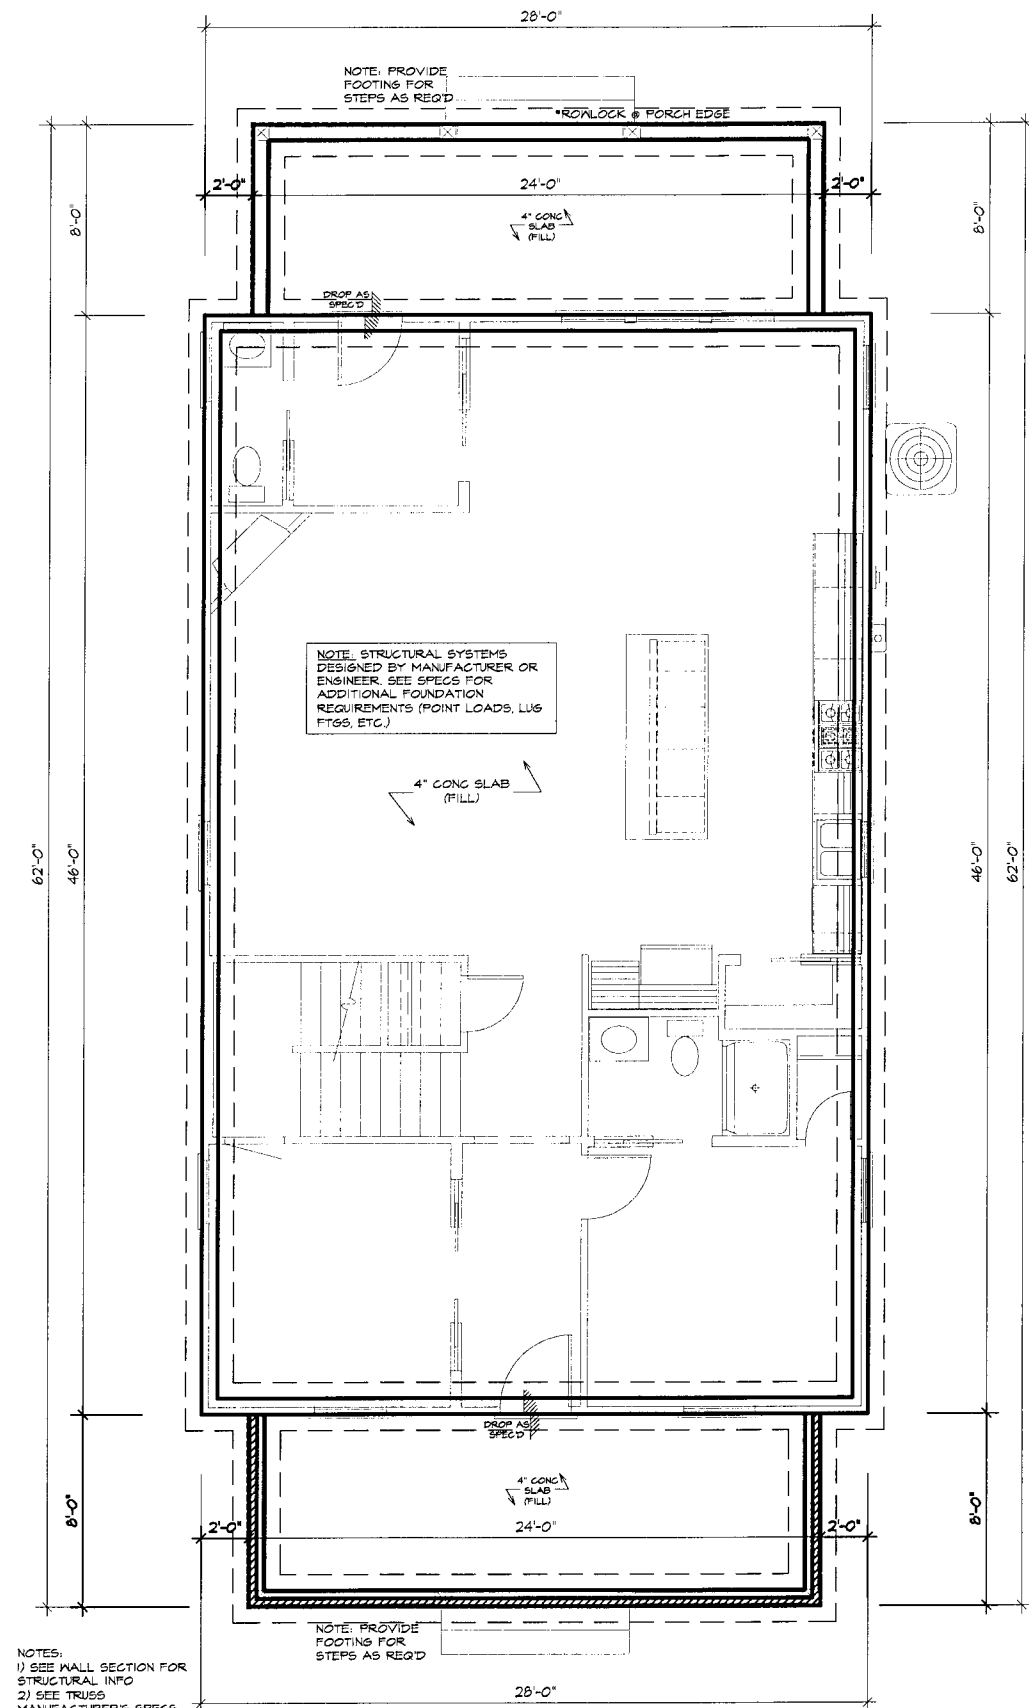 28'-0"
NOTE: PROVIDE
FOOTING FOR
STEPS AS REQ'D
*ROWLOCK @ PORCH EDGE
2'-0"
24'-0"
2'-0"
8'-0"
8'-0"
4" CONC
SLAB
(FILL)
DROP AS
SPEC'D
NOTE: STRUCTURAL SYSTEMS
DESIGNED BY MANUFACTURER OR
ENGINEER. SEE SPECS FOR
ADDITIONAL FOUNDATION
REQUIREMENTS (POINT LOADS, LUG
FTGS, ETC.)
4" CONC SLAB
(FILL)
62'-0"
46'-0"
46'-0"
62'-0"
DROP AS
SPEC'D
4" CONC
SLAB
(FILL)
8'-0"
8'-0"
2'-0"
24'-0"
2'-0"
NOTE: PROVIDE
FOOTING FOR
STEPS AS REQ'D
NOTES:
1) SEE WALL SECTION FOR
STRUCTURAL INFO
2) SEE TRUSS
MANUFACTURER'S SPECS
28'-0"